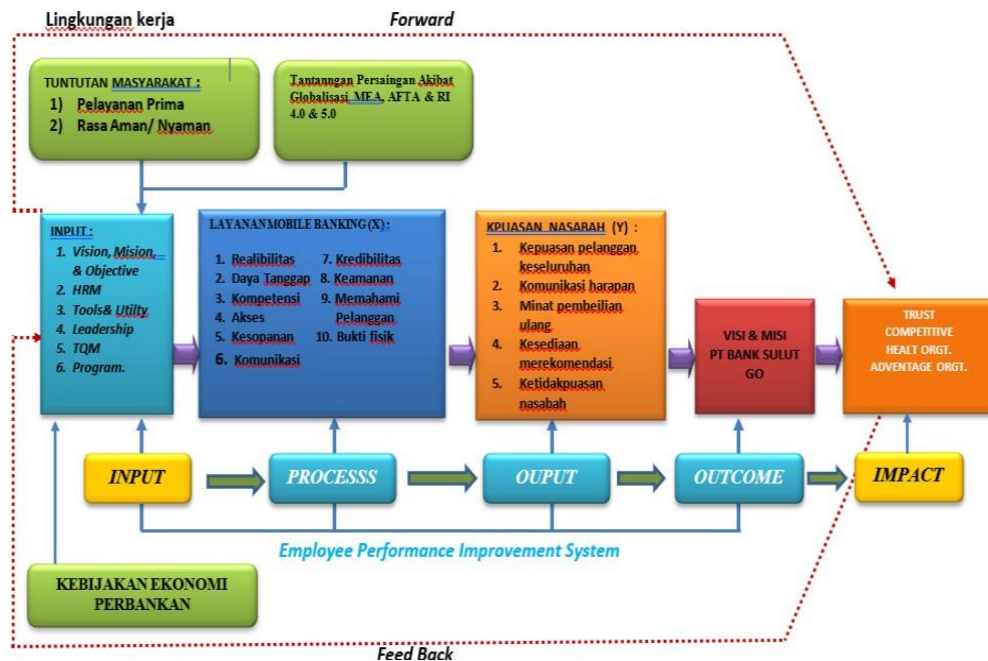 Lingkungan kerja
Forward
TUNTUTAN MASYARAKAT :
1) Pelayanan Prima
2) Rasa Aman/ Nyaman
Tantanngan Persaingan Akibat
Globalisasi MEA, AFTA & RI
4.0 & 5.0
INPUT :
1. Vision, Mision,
& Objective
2. HRM
3. Tools& Utilty
4. Leadership
5. TQM
6. Program.
LAYANAN MOBILE BANKING (X) :
1. Realibilitas
2. Daya Tanggap
3. Kompetensi
4. Akses
5. Kesopanan
6. Komunikasi
7. Kredibilitas
8. Keamanan
9. Memahami
Pelanggan
10. Bukti fisik
KPUASAN NASABAH (Y) :
1. Kepuasan pelanggan
keseluruhan
2. Komunikasi harapan
3. Minat pembeilian
ulang
4. Kesediaan
merekomendasi
5. Ketidakpuasan
nasabah
VISI & MISI
PT BANK SULUT
GO
TRUST
COMPETITIVE
HEALT ORGT.
ADVENTAGE ORGT.
INPUT
PROCESSS
OUPUT
OUTCOME
IMPACT
Employee Performance Improvement System
KEBIJAKAN EKONOMI
PERBANKAN
Feed Back